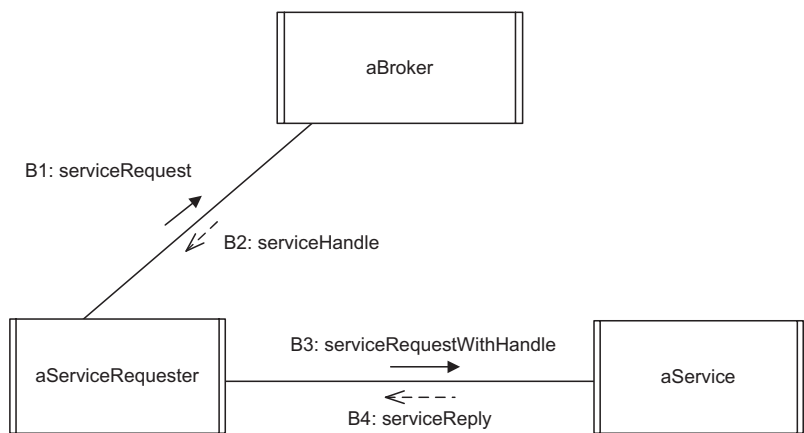 aBroker
B1: serviceRequest
B2: serviceHandle
B3: serviceRequestWithHandle
aServiceRequester
aService
B4: serviceReply